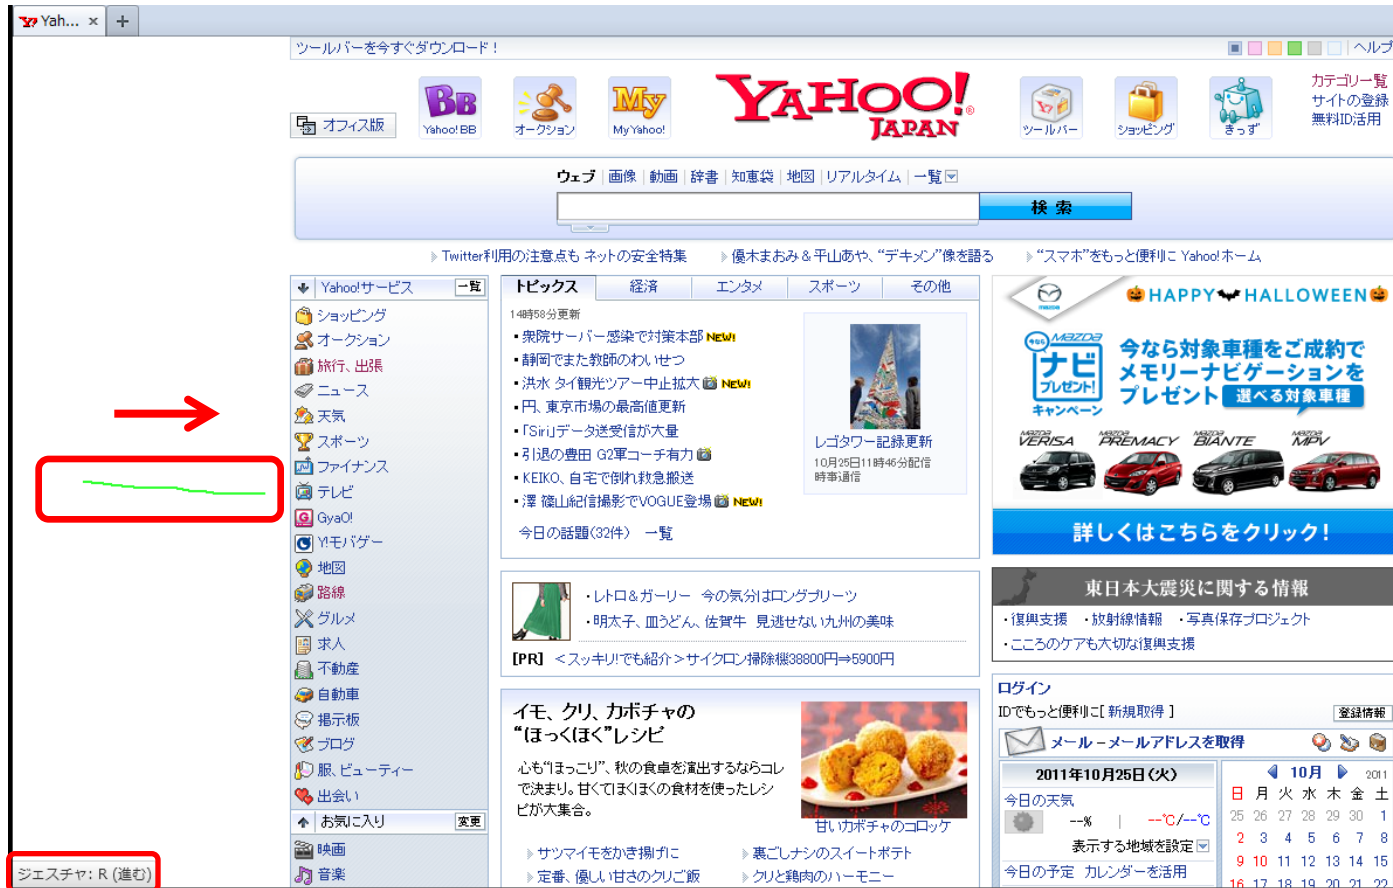 Yah...
ツールバーを今すぐダウンロード！
ヘルプ
オフィス版
BB
Yahoo! BB
オークション
My
My Yahoo!
YAHOO!
JAPAN
ツールバー
ショッピング
きっず
カテゴリ一覧
サイトの登録
無料ID活用
ウェブ | 画像 | 動画 | 辞書 | 知恵袋 | 地図 | リアルタイム | 一覧
検索
Twitter利用の注意点も ネットの安全特集
優木まおみ＆平山あや、“デキメン”像を語る
“スマホ”をもっと便利に Yahoo!ホーム
Yahoo!サービス 一覧
ショッピング
オークション
旅行、出張
ニュース
天気
スポーツ
ファイナンス
テレビ
GyaO!
Y!モバゲー
地図
路線
グルメ
求人
不動産
自動車
掲示板
ブログ
服、ビューティー
出会い
お気に入り 変更
映画
音楽
ジェスチャ: R (進む)
トピックス 経済 エンタメ スポーツ その他
14時58分更新
・衆院サーバー感染で対策本部 NEW!
・静岡でまた教師のわいせつ
・洪水 タイ観光ツアー中止拡大 NEW!
・円、東京市場の最高値更新
・「Siri」データ送受信が大量
・引退の豊田 G2軍コーチ有力
・KEIKO、自宅で倒れ救急搬送
・澤 篠山紀信撮影でVOGUE登場 NEW!
今日の話題(32件) 一覧
レゴタワー記録更新
10月25日11時46分配信
時事通信
・レトロ＆ガーリー 今の気分はロングプリーツ
・明太子、皿うどん、佐賀牛 見逃せない九州の美味
[PR] ＜スッキリ!でも紹介＞サイクロン掃除機38800円⇒5900円
イモ、クリ、カボチャの
“ほっくほく”レシピ
心も“ほっこり”、秋の食卓を演出するならコレ
で決まり。甘くてほくほくの食材を使ったレシ
ピが大集合。
甘いカボチャのコロッケ
サツマイモをかき揚げに
裏ごしナシのスイートポテト
定番、優しい甘さのクリご飯
クリと鶏肉のハーモニー
mazda
HAPPY HALLOWEEN
今なら MAZDA
ナビ
プレゼント!
キャンペーン
今なら対象車種をご成約で
メモリーナビゲーションを
プレゼント 選べる対象車種
MAZDA VERISA
MAZDA PREMACY
MAZDA BIANTE
MAZDA MPV
詳しくはこちらをクリック！
東日本大震災に関する情報
・復興支援 ・放射線情報 ・写真保存プロジェクト
・こころのケアも大切な復興支援
ログイン
IDでもっと便利に[ 新規取得 ] 登録情報
メール－メールアドレスを取得
2011年10月25日(火)
今日の天気
--% | --℃/--℃
表示する地域を設定
今日の予定 カレンダーを活用
10月 2011
日 月 火 水 木 金 土
25 26 27 28 29 30 1
2 3 4 5 6 7 8
9 10 11 12 13 14 15
16 17 18 19 20 21 22